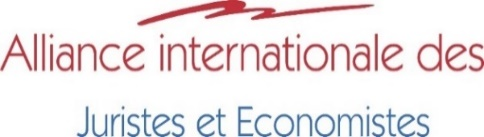 Alliance internationale des
Juristes et Economistes